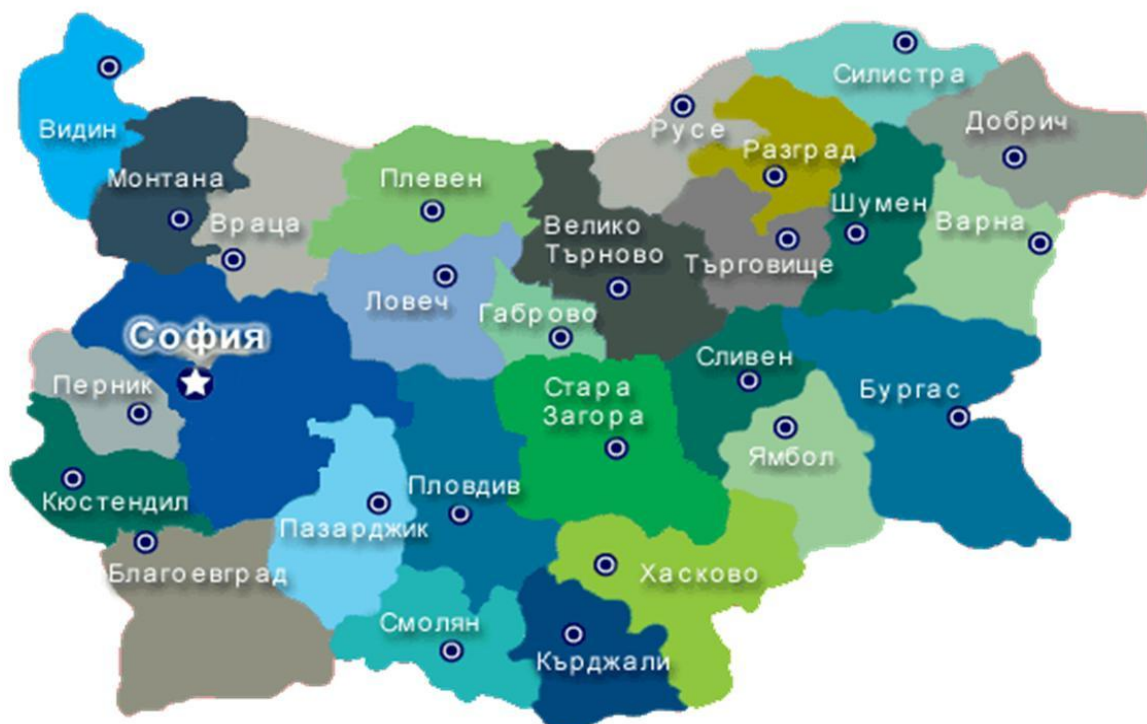 Силистра
Видин
Русе
Добрич
Разград
Монтана
Плевен
Враца
Шумен
Варна
Велико
Търново
Търговище
Ловеч
Габрово
София
Сливен
Перник
Стара
Загора
Бургас
Ямбол
Кюстендил
Пловдив
Пазарджик
Благоевград
Хасково
Смолян
Кърджали